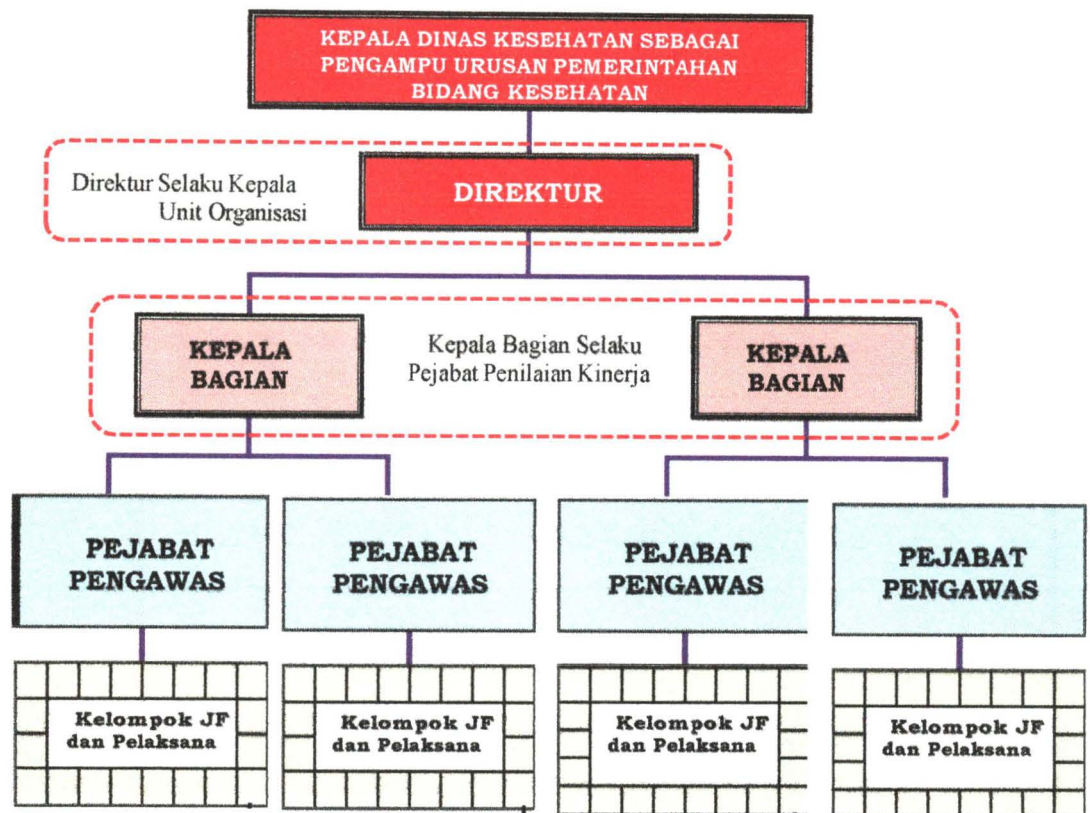 KEPALA DINAS KESEHATAN SEBAGAI
PENGAMPU URUSAN PEMERINTAHAN
BIDANG KESEHATAN
Direktur Selaku Kepala
Unit Organisasi
DIREKTUR
KEPALA
BAGIAN
Kepala Bagian Selaku
Pejabat Penilaian Kinerja
KEPALA
BAGIAN
PEJABAT
PENGAWAS
PEJABAT
PENGAWAS
PEJABAT
PENGAWAS
PEJABAT
PENGAWAS
Kelompok JF
dan Pelaksana
Kelompok JF
dan Pelaksana
Kelompok JF
dan Pelaksana
Kelompok JF
dan Pelaksana